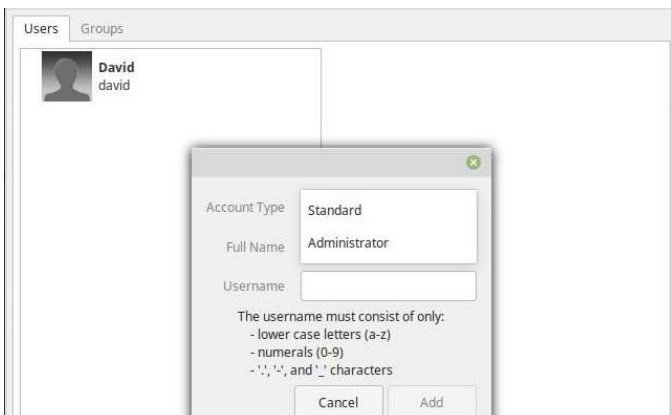 Users Groups
David
david
Account Type Standard
Full Name Administrator
Username
The username must consist of only:
- lower case letters (a-z)
- numerals (0-9)
- '.', '-', and '_' characters
Cancel Add